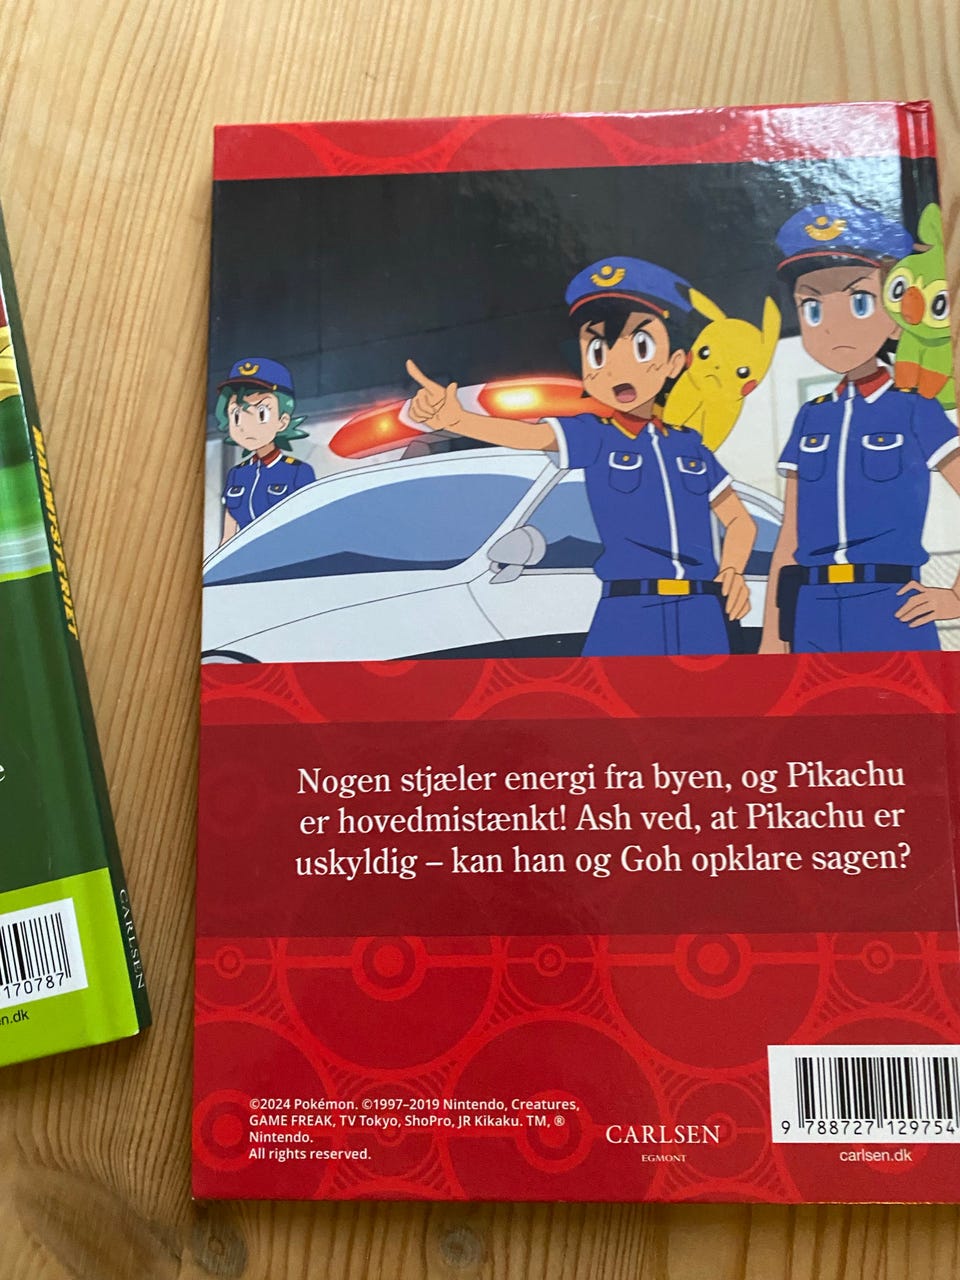 Nogen stjæler energi fra byen, og Pikachu
er hovedmistænkt! Ash ved, at Pikachu er
uskyldig – kan han og Goh opklare sagen?
©2024 Pokémon. ©1997–2019 Nintendo, Creatures,
GAME FREAK, TV Tokyo, ShoPro, JR Kikaku. TM, ®
Nintendo.
All rights reserved.
CARLSEN
EGMONT
9 788727 129754
carlsen.dk
CARLSEN
170787